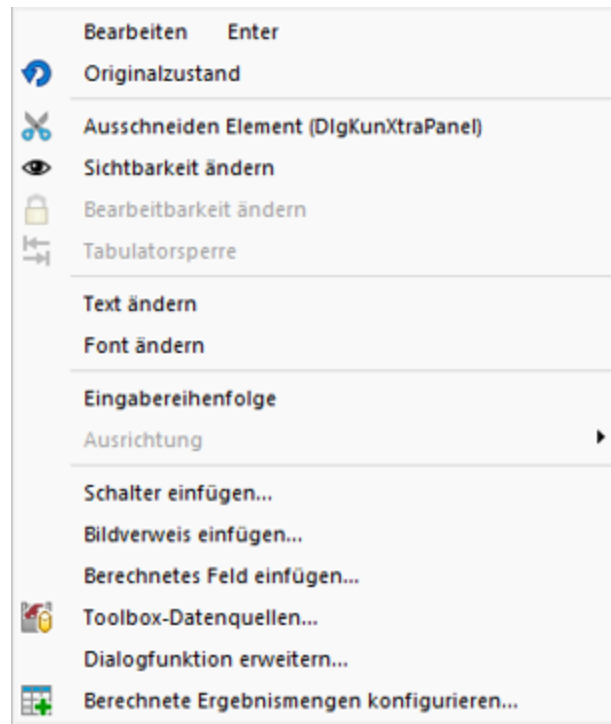 Bearbeiten Enter
Originalzustand
Ausschneiden Element (DlgKunXtraPanel)
Sichtbarkeit ändern
Bearbeitbarkeit ändern
Tabulatorsperre
Text ändern
Font ändern
Eingabereihenfolge
Ausrichtung
Schalter einfügen...
Bildverweis einfügen...
Berechnetes Feld einfügen...
Toolbox-Datenquellen...
Dialogfunktion erweitern...
Berechnete Ergebnismengen konfigurieren...